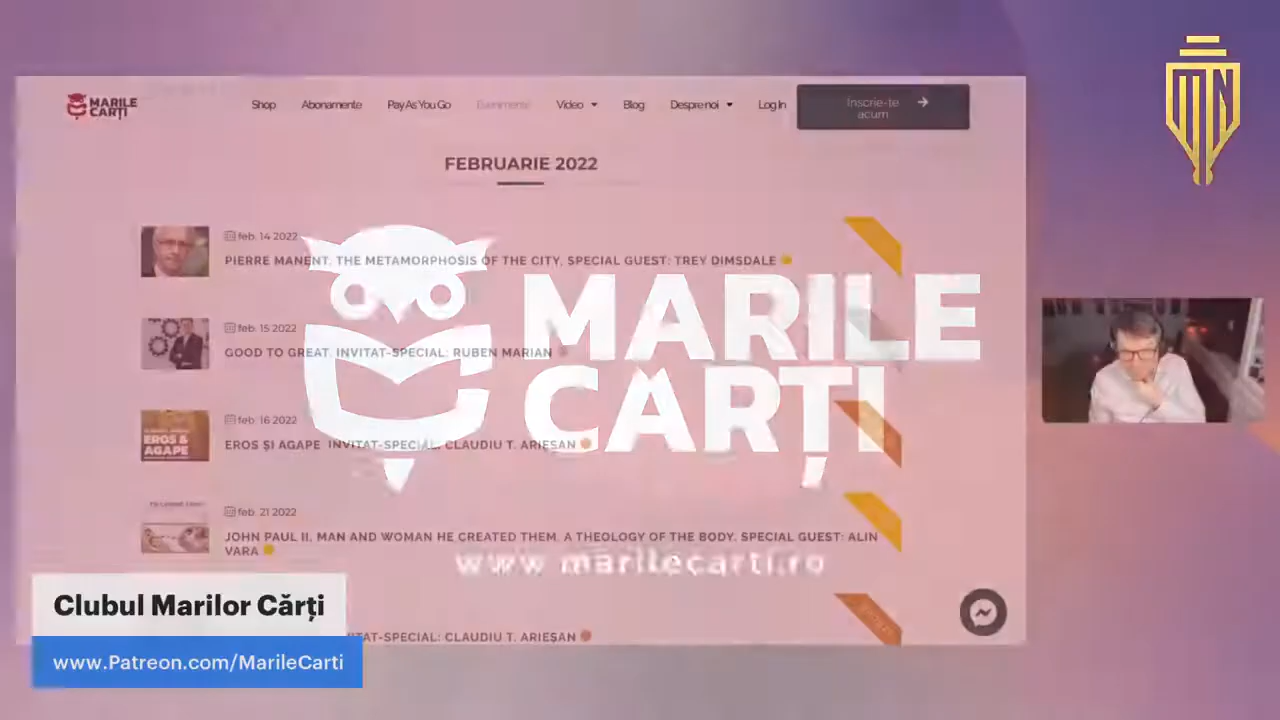 MARILE
CĂRȚI
Shop
Abonamente
Pay As You Go
Evenimente
Video
Blog
Despre noi
Log In
Înscrie-te
acum
MN
FEBRUARIE 2022
feb. 14 2022
PIERRE MANENT, THE METAMORPHOSIS OF THE CITY. SPECIAL GUEST: TREY DIMSDALE
feb. 15 2022
GOOD TO GREAT. INVITAT-SPECIAL: RUBEN MARIAN
feb. 16 2022
EROS ȘI AGAPE INVITAT-SPECIAL: CLAUDIU T. ARIEȘAN
EROS &
AGAPE
feb. 21 2022
JOHN PAUL II, MAN AND WOMAN HE CREATED THEM. A THEOLOGY OF THE BODY. SPECIAL GUEST: ALIN
VARA
MARILE
CĂRȚI
www.marilecarti.ro
Clubul Marilor Cărți
www.Patreon.com/MarileCarti
TAT-SPECIAL: CLAUDIU T. ARIEȘAN